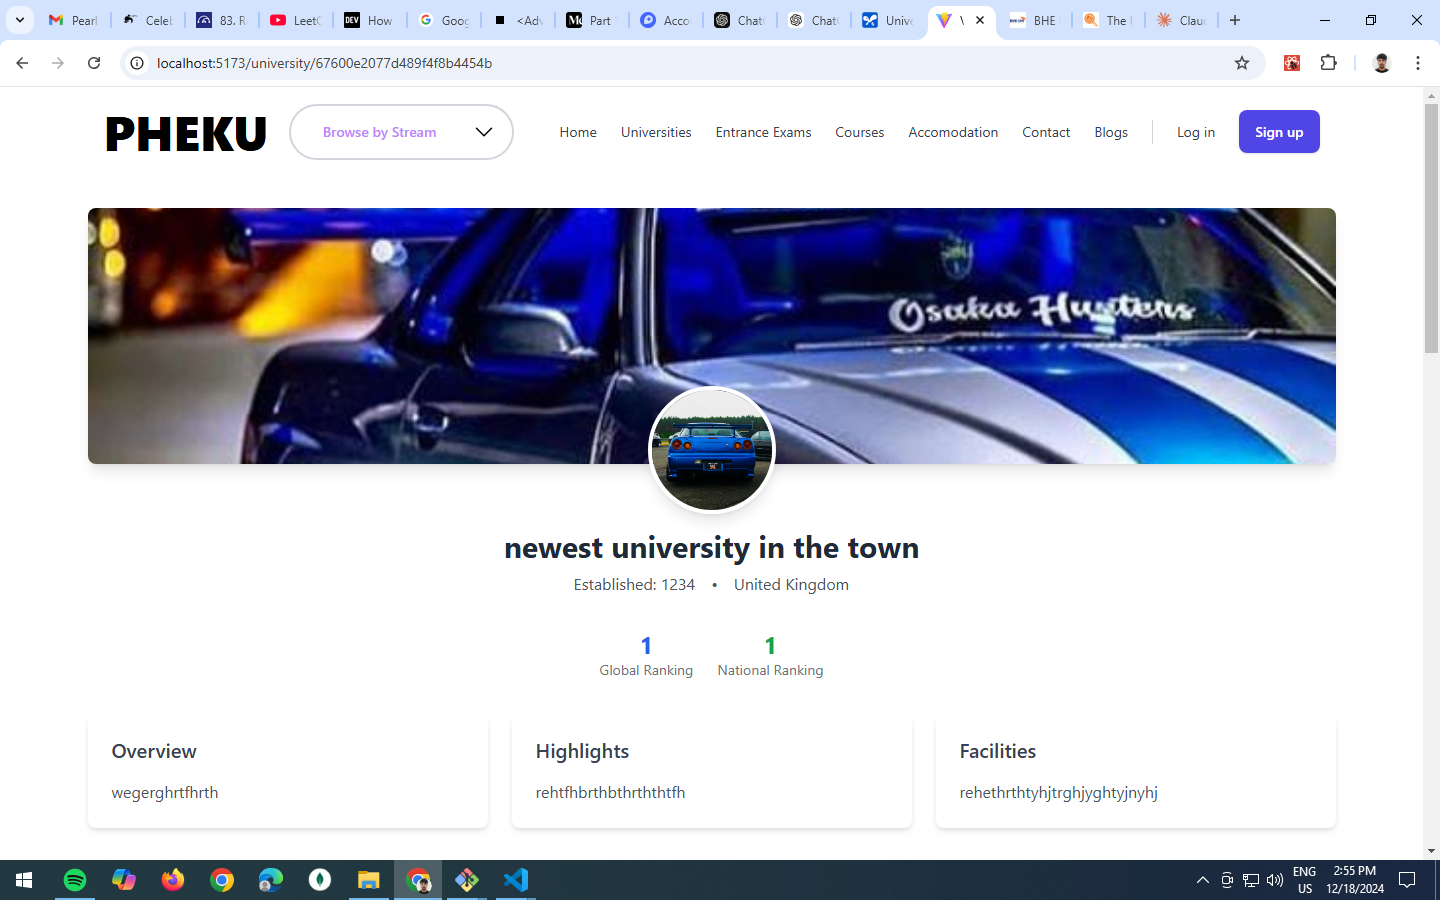 Pearl
Celeb
83. R
LeetC
How
Goog
<Adv
Part
Acco
Chat
Chat
Unive
BHE
The U
Clau
localhost:5173/university/67600e2077d489f4f8b4454b
PHEKU
Browse by Stream
Home
Universities
Entrance Exams
Courses
Accomodation
Contact
Blogs
Log in
Sign up
Osaka Hunters
newest university in the town
Established: 1234 • United Kingdom
1
Global Ranking
1
National Ranking
Overview
wegerghrtfhrth
Highlights
rehtfhbrthbthrththtfh
Facilities
rehethrthtyhjtrghjyghtyjnyhj
ENG
US
2:55 PM
12/18/2024